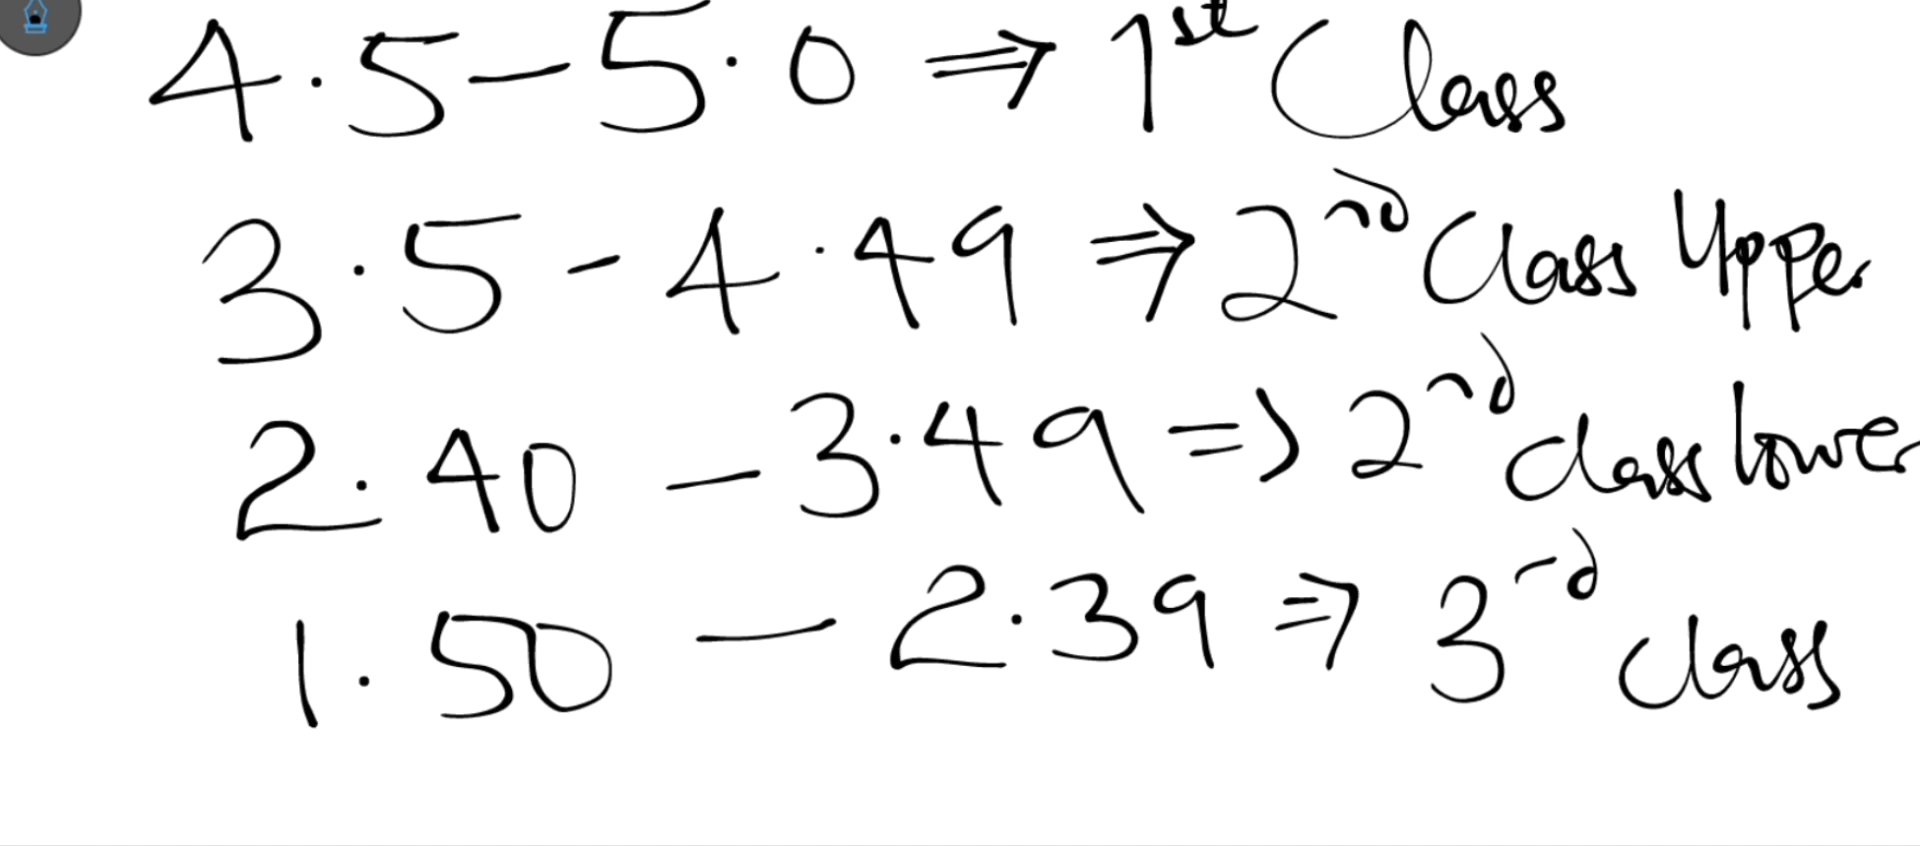 4.5 - 5.0 ⇒ 1st Class
3.5 - 4.49 ⇒ 2nd Class Upper
2.40 - 3.49 => 2nd class lower
1.50 - 2.39 ⇒ 3rd class